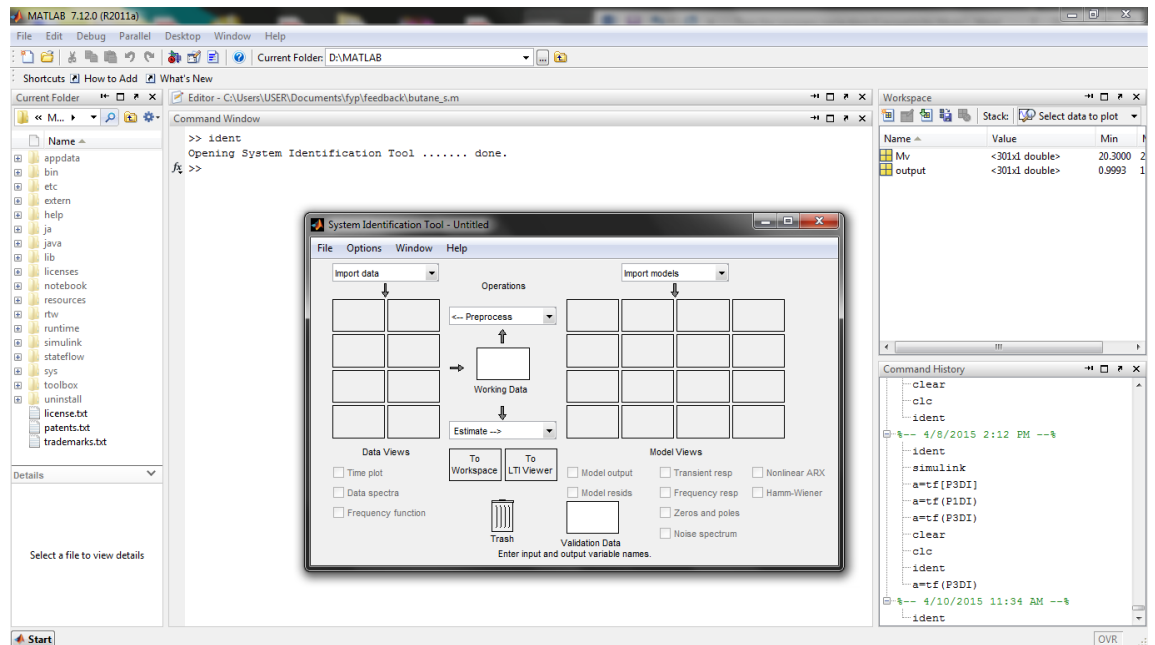 MATLAB 7.12.0 (R2011a)
File Edit Debug Parallel Desktop Window Help
Current Folder: D:\MATLAB
Shortcuts How to Add What's New
Current Folder
« M...
Name
appdata
bin
etc
extern
help
ja
java
lib
licenses
notebook
resources
rtw
runtime
simulink
stateflow
sys
toolbox
uninstall
license.txt
patents.txt
trademarks.txt
Details
Select a file to view details
Start
Editor - C:\Users\USER\Documents\fyp\feedback\butane_s.m
Command Window
>> ident
Opening System Identification Tool ....... done.
fx >>
System Identification Tool - Untitled
File Options Window Help
Import data
Operations
Import models
<-- Preprocess
Working Data
Estimate -->
Data Views
To Workspace
To LTI Viewer
Model Views
Time plot
Data spectra
Frequency function
Model output
Transient resp
Nonlinear ARX
Model resids
Frequency resp
Hamm-Wiener
Zeros and poles
Noise spectrum
Trash
Validation Data
Enter input and output variable names.
Workspace
Stack: Select data to plot
Name Value Min
Mv <301x1 double> 20.3000 2
output <301x1 double> 0.9993 1
Command History
clear
clc
ident
%-- 4/8/2015 2:12 PM --%
ident
simulink
a=tf[P3DI]
a=tf(P1DI)
a=tf(P3DI)
clear
clc
ident
a=tf(P3DI)
%-- 4/10/2015 11:34 AM --%
ident
OVR